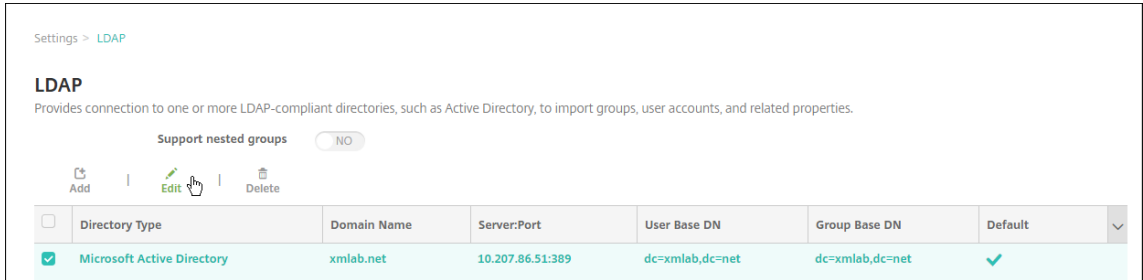 Settings > LDAP
LDAP
Provides connection to one or more LDAP-compliant directories, such as Active Directory, to import groups, user accounts, and related properties.
Support nested groups NO
Add | Edit | Delete
Directory Type Domain Name Server:Port User Base DN Group Base DN Default
Microsoft Active Directory xmlab.net 10.207.86.51:389 dc=xmlab,dc=net dc=xmlab,dc=net